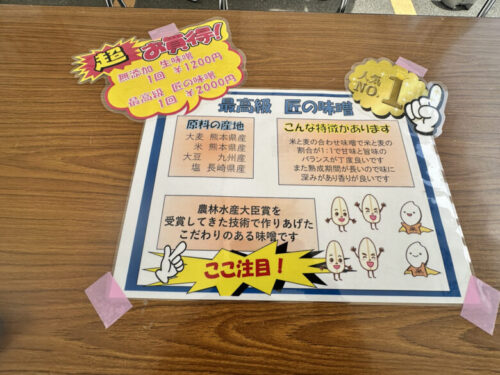 超お買得!
無添加 生味噌
1回 ¥1200円
最高級 匠の味噌
1回 ¥2000円
人気
NO.1
最高級 匠の味噌
原料の産地
大麦 熊本県産
米 熊本県産
大豆 九州産
塩 長崎県産
こんな特徴があります
米と麦の合わせ味噌で米と麦の
割合が1:1で甘味と旨味の
バランスが丁度良いです
また熟成期間が長いので味に
深みがあり香りが良いです
農林水産大臣賞を
受賞してきた技術で作りあげた
こだわりのある味噌です
ここ注目!